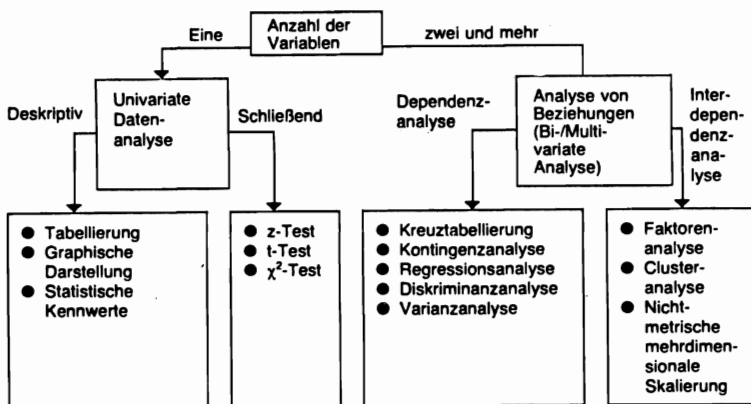 Anzahl der
Variablen
Eine
zwei und mehr
Univariate
Daten-
analyse
Deskriptiv
Schließend
Analyse von
Beziehungen
(Bi-/Multi-
variate
Analyse)
Dependenz-
analyse
Inter-
depen-
denz-
ana-
lyse
● Tabellierung
● Graphische
Darstellung
● Statistische
Kennwerte
● z-Test
● t-Test
● χ²-Test
● Kreuztabellierung
● Kontingenzanalyse
● Regressionsanalyse
● Diskriminanzanalyse
● Varianzanalyse
● Faktoren-
analyse
● Cluster-
analyse
● Nicht-
metrische
mehrdimen-
sionale
Skalierung